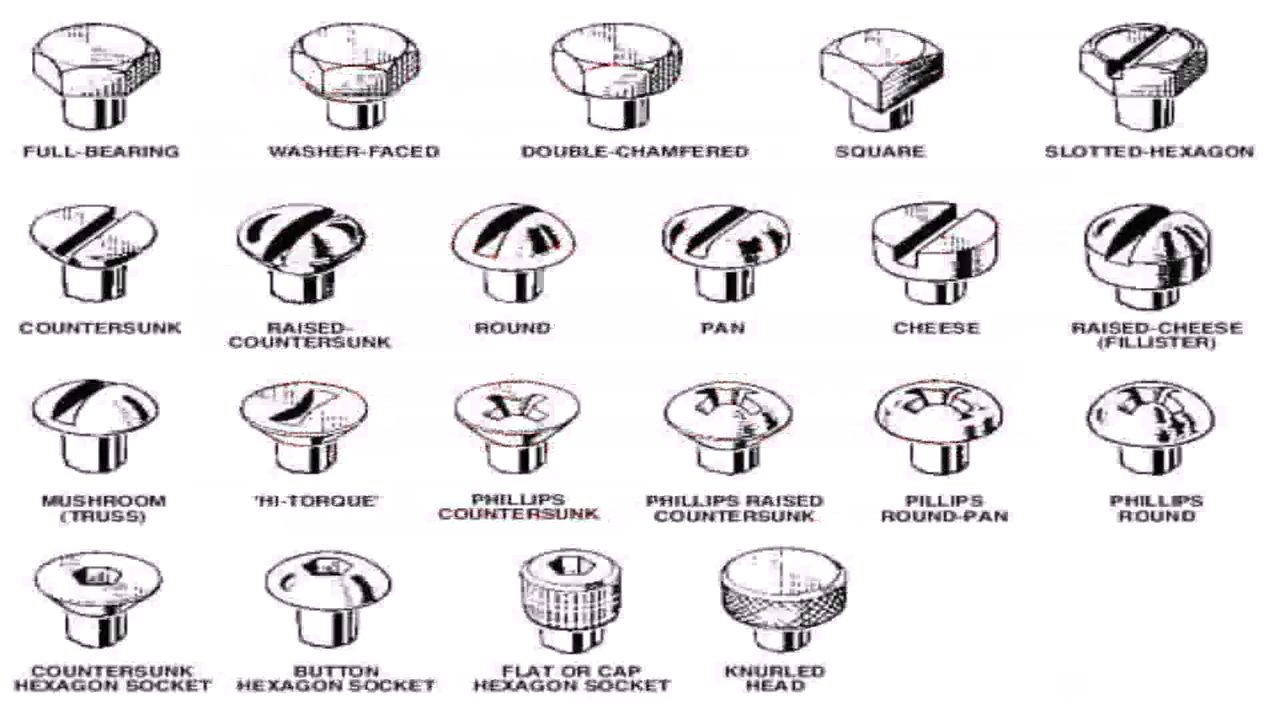 FULL-BEARING
WASHER-FACED
DOUBLE-CHAMFERED
SQUARE
SLOTTED-HEXAGON
COUNTERSUNK
RAISED-
COUNTERSUNK
ROUND
PAN
CHEESE
RAISED-CHEESE
(FILLISTER)
MUSHROOM
(TRUSS)
'HI-TORQUE'
PHILLIPS
COUNTERSUNK
PHILLIPS RAISED
COUNTERSUNK
PILLIPS
ROUND-PAN
PHILLIPS
ROUND
COUNTERSUNK
HEXAGON SOCKET
BUTTON
HEXAGON SOCKET
FLAT OR CAP
HEXAGON SOCKET
KNURLED
HEAD